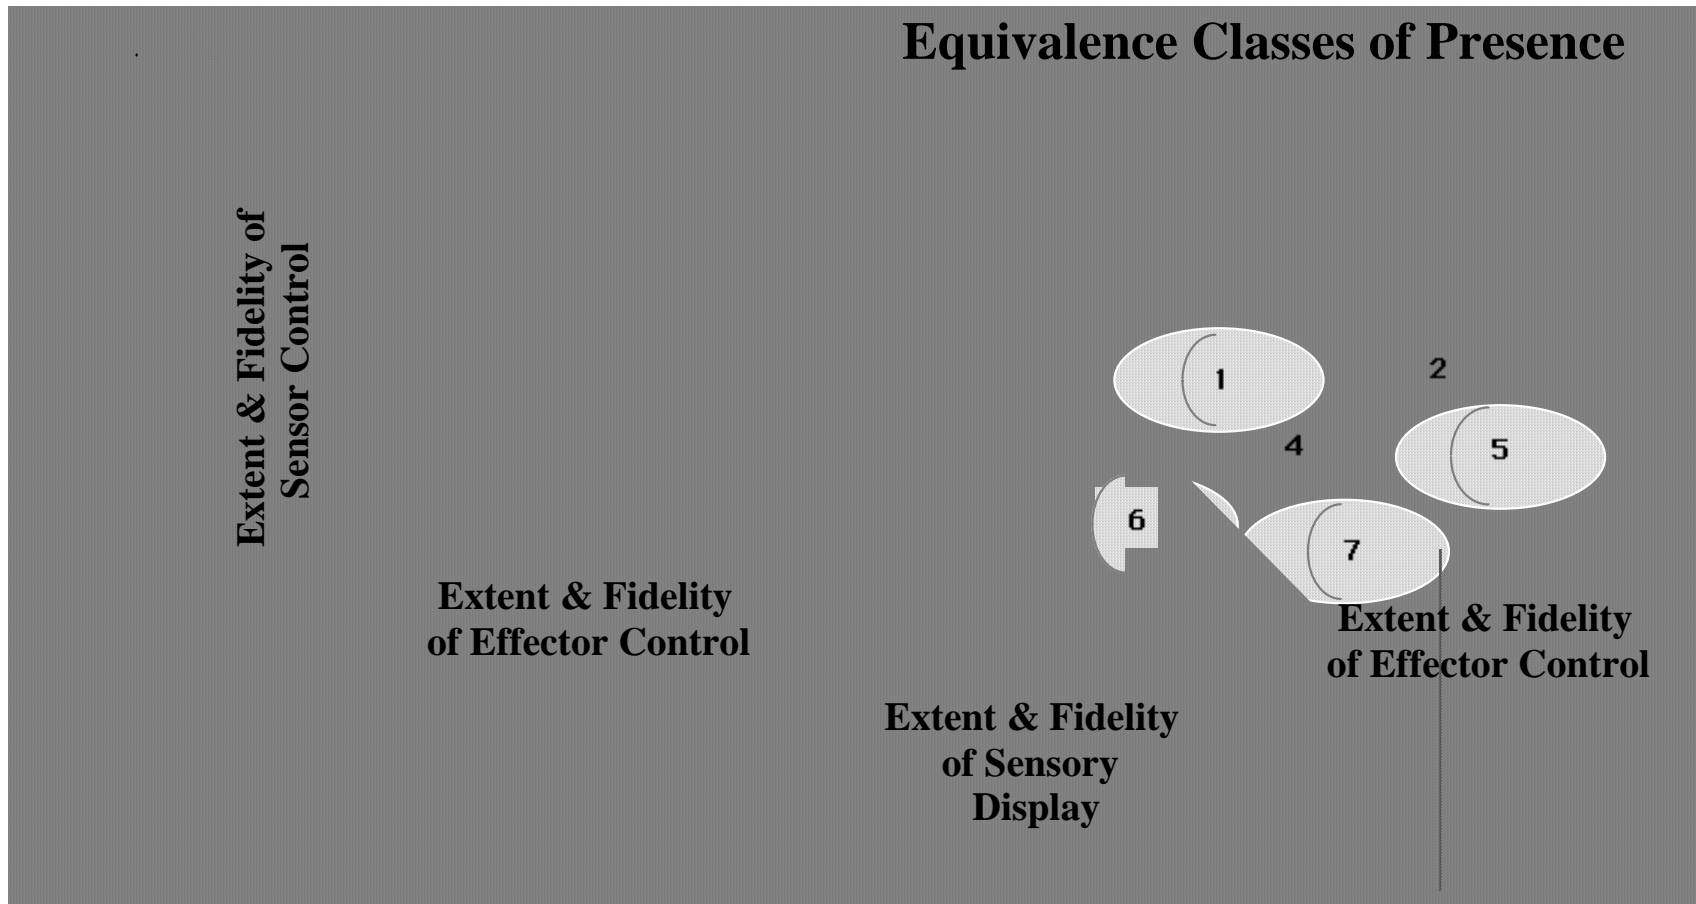 Equivalence Classes of Presence
Extent & Fidelity of
Sensor Control
1
2
4
5
6
7
Extent & Fidelity
of Effector Control
Extent & Fidelity
of Effector Control
Extent & Fidelity
of Sensory
Display